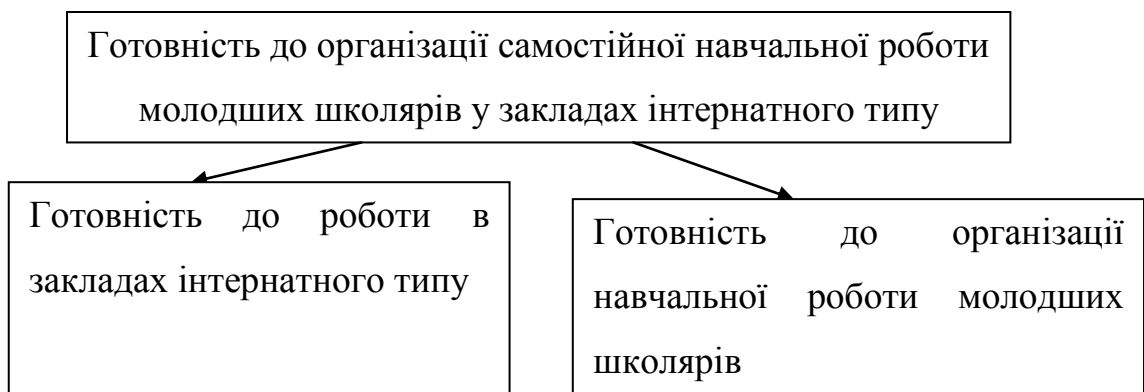 Готовність до організації самостійної навчальної роботи
молодших школярів у закладах інтернатного типу
Готовність до роботи в
закладах інтернатного типу
Готовність до організації
навчальної роботи молодших
школярів